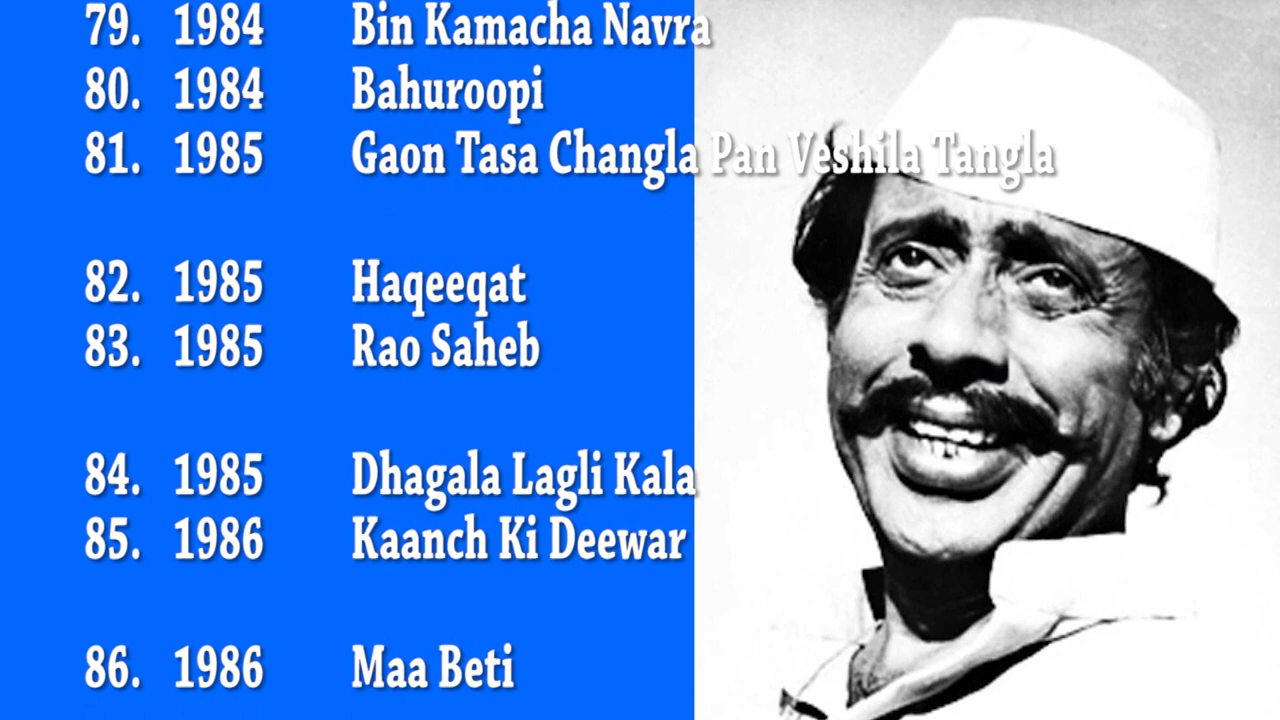 79. 1984 Bin Kamacha Navra
80. 1984 Bahuroopi
81. 1985 Gaon Tasa Changla Pan Veshila Tangla
82. 1985 Haqeeqat
83. 1985 Rao Saheb
84. 1985 Dhagala Lagli Kala
85. 1986 Kaanch Ki Deewar
86. 1986 Maa Beti